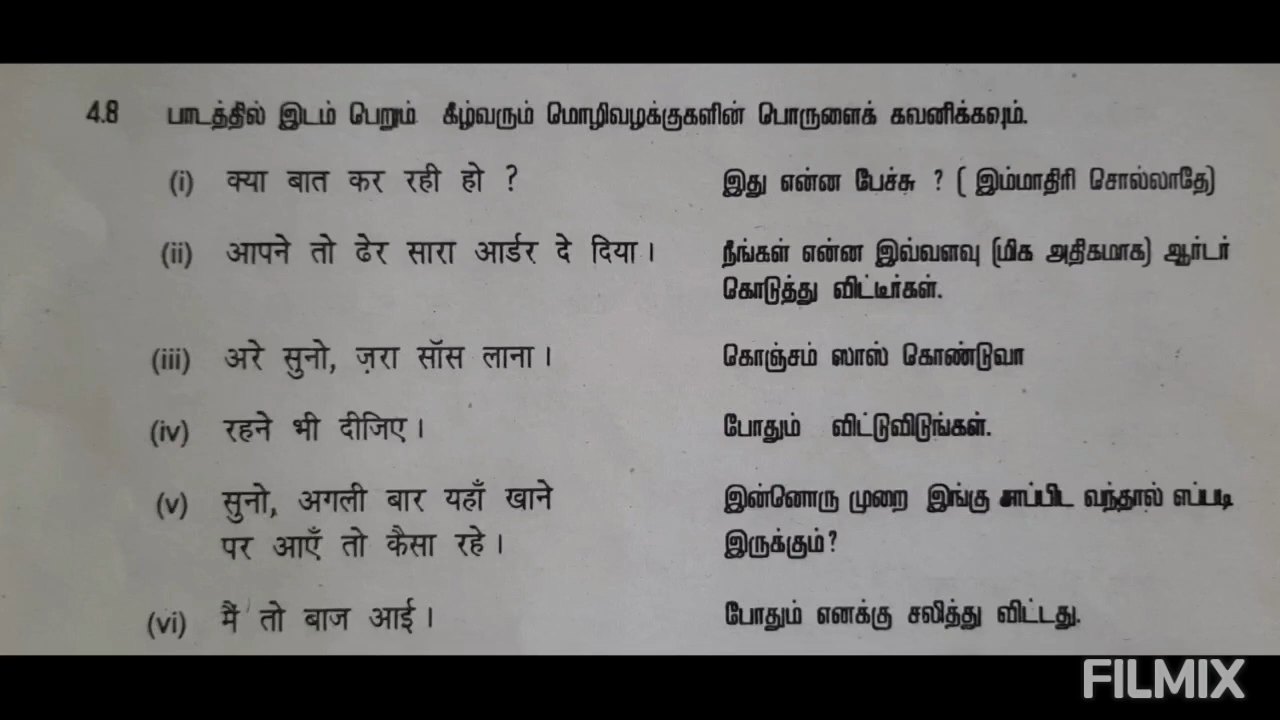 4.8 பாடத்தில் இடம் பெறும் கீழ்வரும் மொழிவழக்குகளின் பொருளைக் கவனிக்கவும்.
(i) क्या बात कर रही हो ? இது என்ன பேச்சு ? ( இம்மாதிரி சொல்லாதே)
(ii) आपने तो ढेर सारा आर्डर दे दिया । நீங்கள் என்ன இவ்வளவு (மிக அதிகமாக) ஆர்டர்
கொடுத்து விட்டீர்கள்.
(iii) अरे सुनो, ज़रा सॉस लाना । கொஞ்சம் ஸாஸ் கொண்டுவா
(iv) रहने भी दीजिए । போதும் விட்டுவிடுங்கள்.
(v) सुनो, अगली बार यहाँ खाने இன்னோரு முறை இங்கு சாப்பிட வந்தால் எப்படி
पर आएँ तो कैसा रहे । இருக்கும்?
(vi) मैं तो बाज आई । போதும் எனக்கு சலித்து விட்டது.
FILMIX